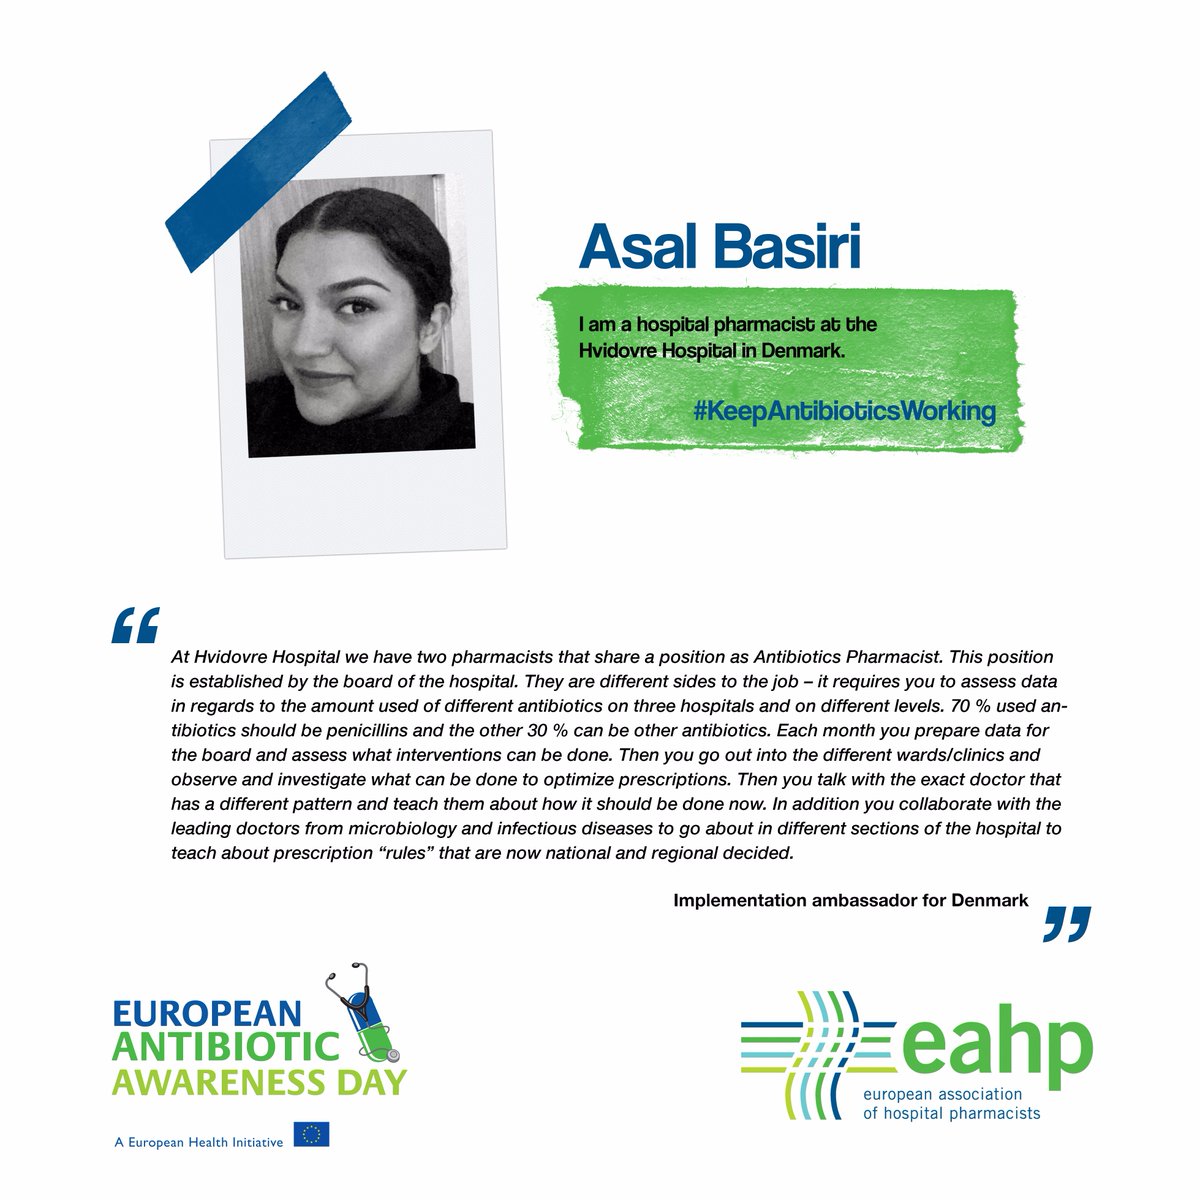 Asal Basiri
I am a hospital pharmacist at the
Hvidovre Hospital in Denmark.
#KeepAntibioticsWorking
“
At Hvidovre Hospital we have two pharmacists that share a position as Antibiotics Pharmacist. This position
is established by the board of the hospital. They are different sides to the job – it requires you to assess data
in regards to the amount used of different antibiotics on three hospitals and on different levels. 70 % used an-
tibiotics should be penicillins and the other 30 % can be other antibiotics. Each month you prepare data for
the board and assess what interventions can be done. Then you go out into the different wards/clinics and
observe and investigate what can be done to optimize prescriptions. Then you talk with the exact doctor that
has a different pattern and teach them about how it should be done now. In addition you collaborate with the
leading doctors from microbiology and infectious diseases to go about in different sections of the hospital to
teach about prescription “rules” that are now national and regional decided.
Implementation ambassador for Denmark
”
EUROPEAN
ANTIBIOTIC
AWARENESS DAY
A European Health Initiative
eahp
european association
of hospital pharmacists